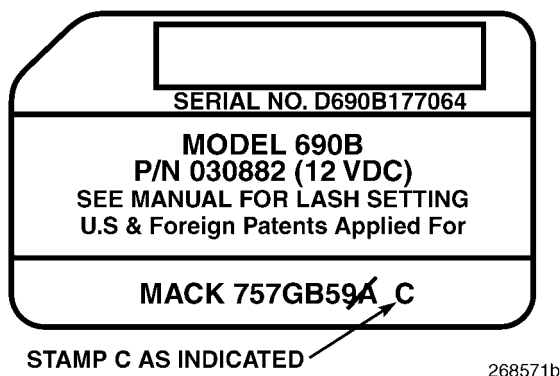 SERIAL NO. D690B177064
MODEL 690B
P/N 030882 (12 VDC)
SEE MANUAL FOR LASH SETTING
U.S & Foreign Patents Applied For
MACK 757GB59A C
STAMP C AS INDICATED
268571b